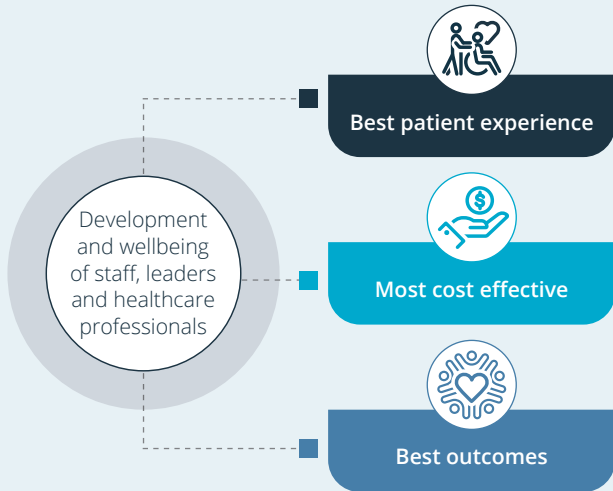 Best patient experience
Development
and wellbeing
of staff, leaders
and healthcare
professionals
$
Most cost effective
Best outcomes